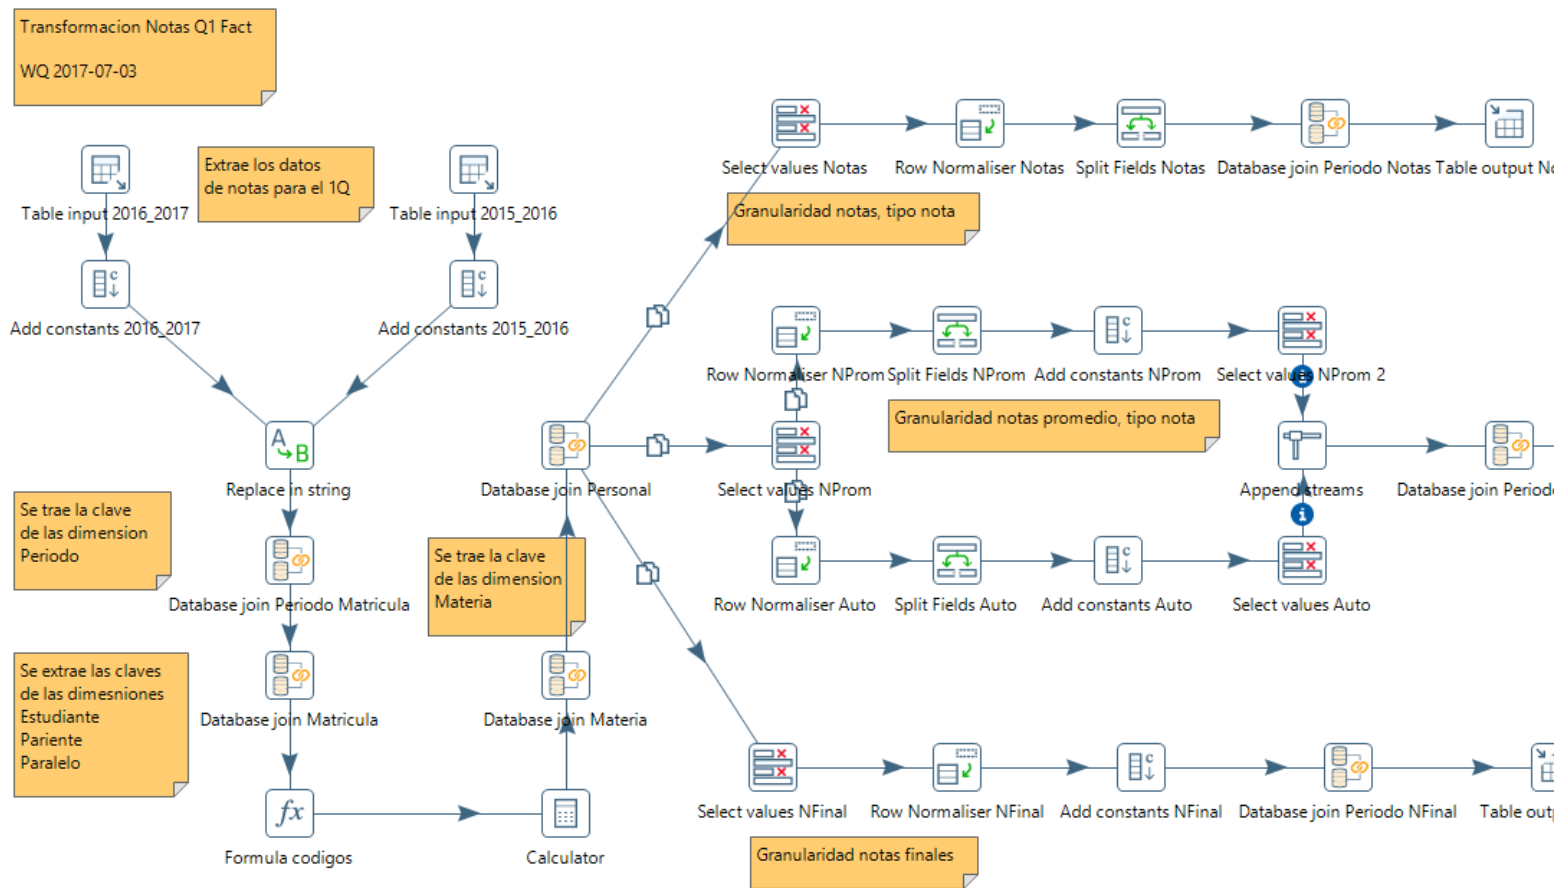 Transformacion Notas Q1 Fact
WQ 2017-07-03
Extrae los datos
de notas para el 1Q
Table input 2016_2017
Table input 2015_2016
Add constants 2016_2017
Add constants 2015_2016
Replace in string
Se trae la clave
de las dimension
Periodo
Database join Periodo Matricula
Se extrae las claves
de las dimesniones
Estudiante
Pariente
Paralelo
Database join Matricula
Formula codigos
Calculator
Database join Materia
Se trae la clave
de las dimension
Materia
Database join Personal
Select values Notas
Row Normaliser Notas
Split Fields Notas
Database join Periodo Notas
Table output
Granularidad notas, tipo nota
Row Normaliser NProm
Split Fields NProm
Add constants NProm
Select values NProm 2
Granularidad notas promedio, tipo nota
Select values NProm
Append streams
Database join
Row Normaliser Auto
Split Fields Auto
Add constants Auto
Select values Auto
Select values NFinal
Row Normaliser NFinal
Add constants NFinal
Database join Periodo NFinal
Table
Granularidad notas finales